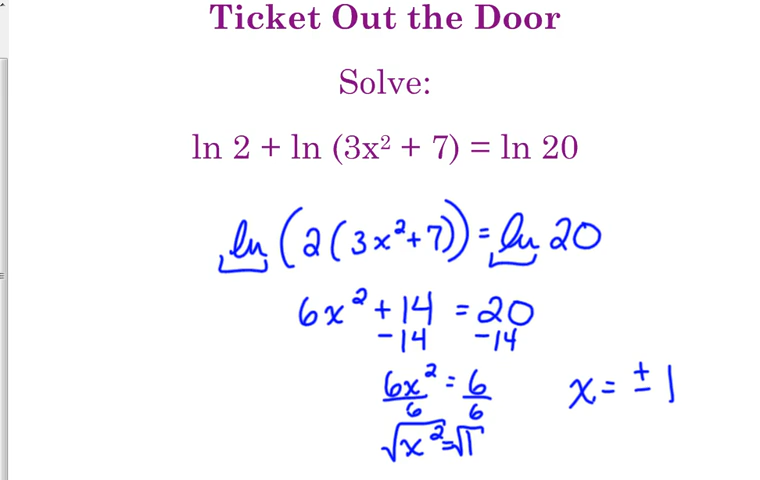 Ticket Out the Door
Solve:
ln 2 + ln (3x² + 7) = ln 20
ln (2(3x²+7)) = ln 20
6x² + 14 = 20
-14 -14
6x² = 6
6 6
x = ± 1
√x² = √1